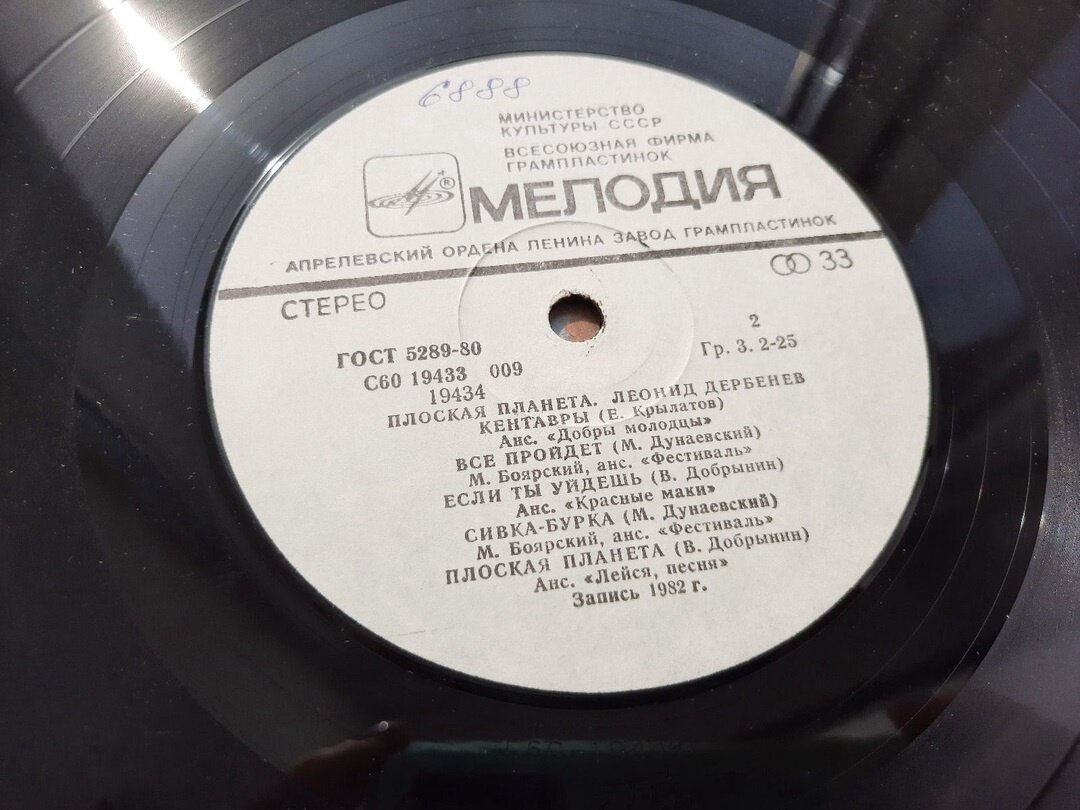 6888
МИНИСТЕРСТВО
КУЛЬТУРЫ СССР
ВСЕСОЮЗНАЯ ФИРМА
ГРАМПЛАСТИНОК
® МЕЛОДИЯ
АПРЕЛЕВСКИЙ ОРДЕНА ЛЕНИНА ЗАВОД ГРАМПЛАСТИНОК
СТЕРЕО 33
ГОСТ 5289-80 2
С60 19433 009 Гр. 3. 2-25
19434
ПЛОСКАЯ ПЛАНЕТА. ЛЕОНИД ДЕРБЕНЕВ
КЕНТАВРЫ (Е. Крылатов)
Анс. «Добры молодцы»
ВСЕ ПРОЙДЕТ (М. Дунаевский)
М. Боярский, анс. «Фестиваль»
ЕСЛИ ТЫ УЙДЕШЬ (В. Добрынин)
Анс. «Красные маки»
СИВКА-БУРКА (М. Дунаевский)
М. Боярский, анс. «Фестиваль»
ПЛОСКАЯ ПЛАНЕТА (В. Добрынин)
Анс. «Лейся, песня»
Запись 1982 г.